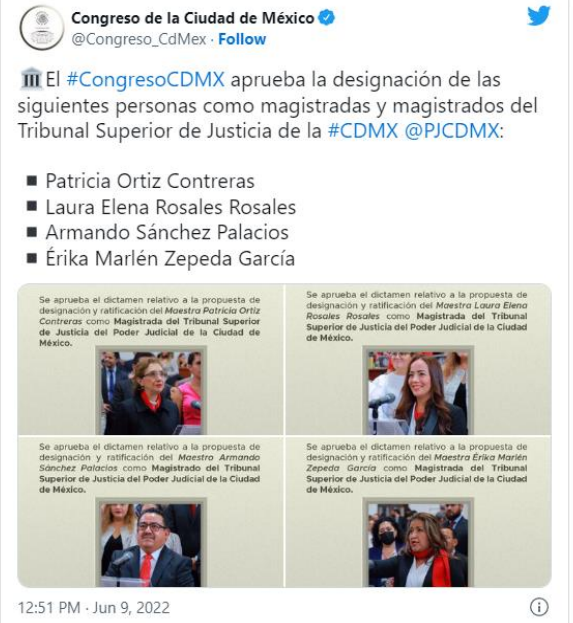 Congreso de la Ciudad de México
@Congreso_CdMex · Follow
El #CongresoCDMX aprueba la designación de las
siguientes personas como magistradas y magistrados del
Tribunal Superior de Justicia de la #CDMX @PJCDMX:
▪ Patricia Ortiz Contreras
▪ Laura Elena Rosales Rosales
▪ Armando Sánchez Palacios
▪ Érika Marlén Zepeda García
Se aprueba el dictamen relativo a la propuesta de
designación y ratificación del Maestra Patricia Ortiz
Contreras como Magistrada del Tribunal Superior
de Justicia del Poder Judicial de la Ciudad de
México.
Se aprueba el dictamen relativo a la propuesta de
designación y ratificación del Maestra Laura Elena
Rosales Rosales como Magistrada del Tribunal
Superior de Justicia del Poder Judicial de la Ciudad
de México.
Se aprueba el dictamen relativo a la propuesta de
designación y ratificación del Maestro Armando
Sánchez Palacios como Magistrado del Tribunal
Superior de Justicia del Poder Judicial de la Ciudad
de México.
Se aprueba el dictamen relativo a la propuesta de
designación y ratificación del Maestra Érika Marlén
Zepeda García como Magistrada del Tribunal
Superior de Justicia del Poder Judicial de la Ciudad
de México.
12:51 PM · Jun 9, 2022